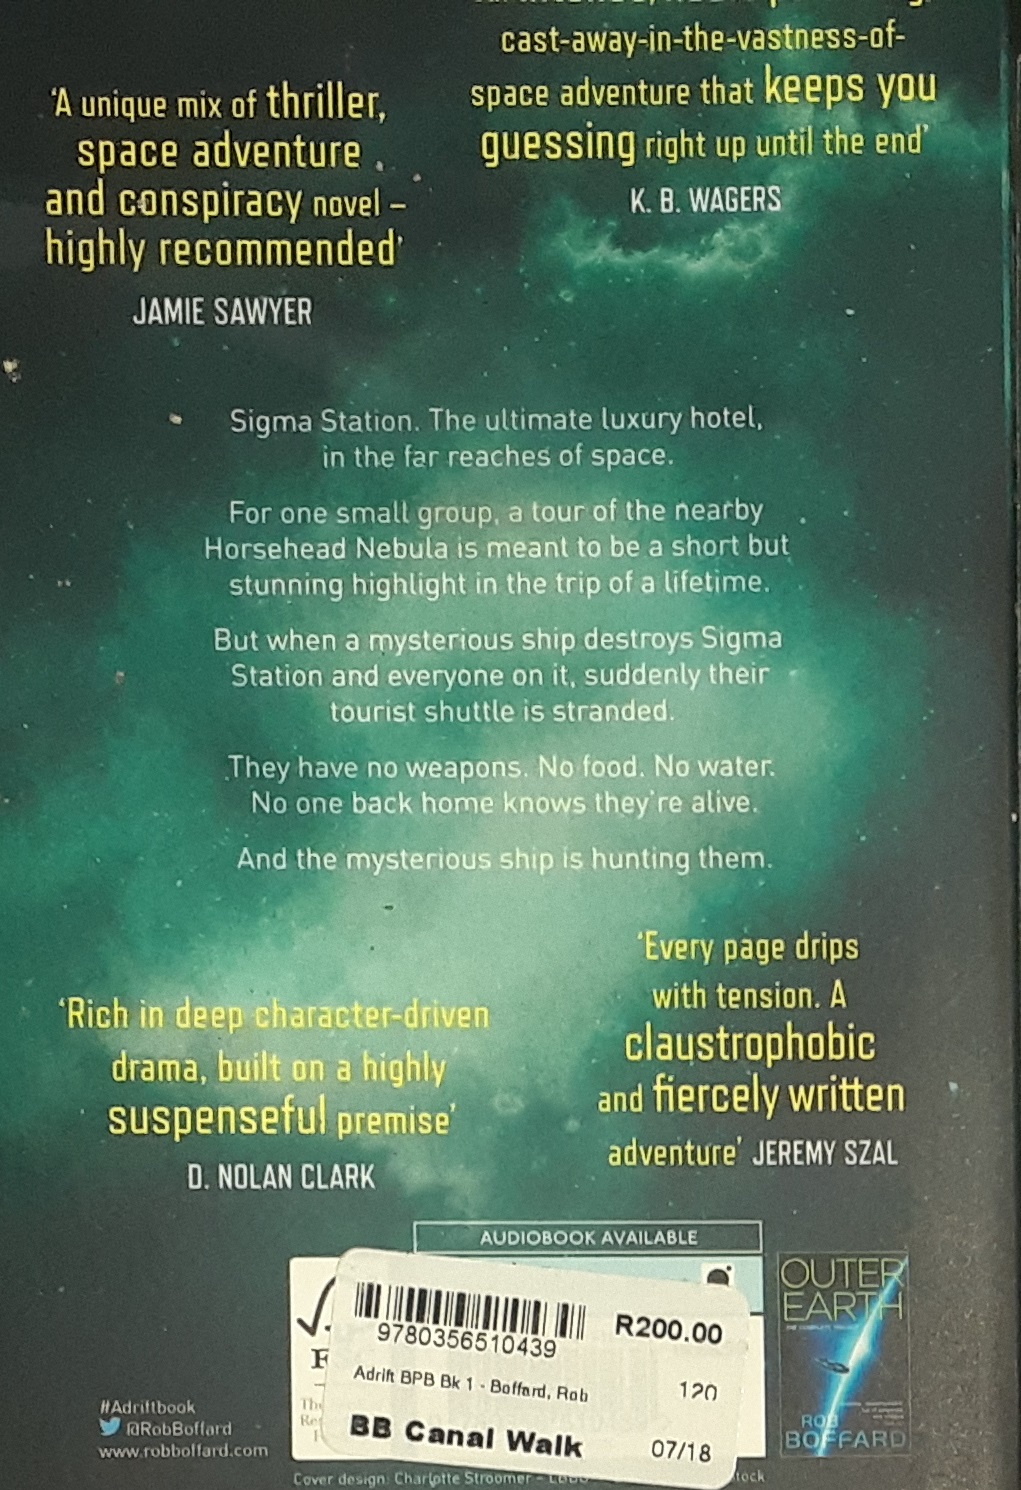 cast-away-in-the-vastness-of-
space adventure that keeps you
guessing right up until the end’
K. B. WAGERS
‘A unique mix of thriller,
space adventure
and conspiracy novel –
highly recommended’
JAMIE SAWYER
Sigma Station. The ultimate luxury hotel,
in the far reaches of space.
For one small group, a tour of the nearby
Horsehead Nebula is meant to be a short but
stunning highlight in the trip of a lifetime.
But when a mysterious ship destroys Sigma
Station and everyone on it, suddenly their
tourist shuttle is stranded.
They have no weapons. No food. No water.
No one back home knows they’re alive.
And the mysterious ship is hunting them.
‘Rich in deep character-driven
drama, built on a highly
suspenseful premise’
D. NOLAN CLARK
‘Every page drips
with tension. A
claustrophobic
and fiercely written
adventure’ JEREMY SZAL
AUDIOBOOK AVAILABLE
R200.00
9780356510439
Adrift BPB Bk 1 - Boffard, Rob
120
BB Canal Walk
07/18
OUTER
EARTH
ROB
BOFFARD
#Adriftbook
@RobBoffard
www.robboffard.com
Cover design: Charlotte Stroomer –